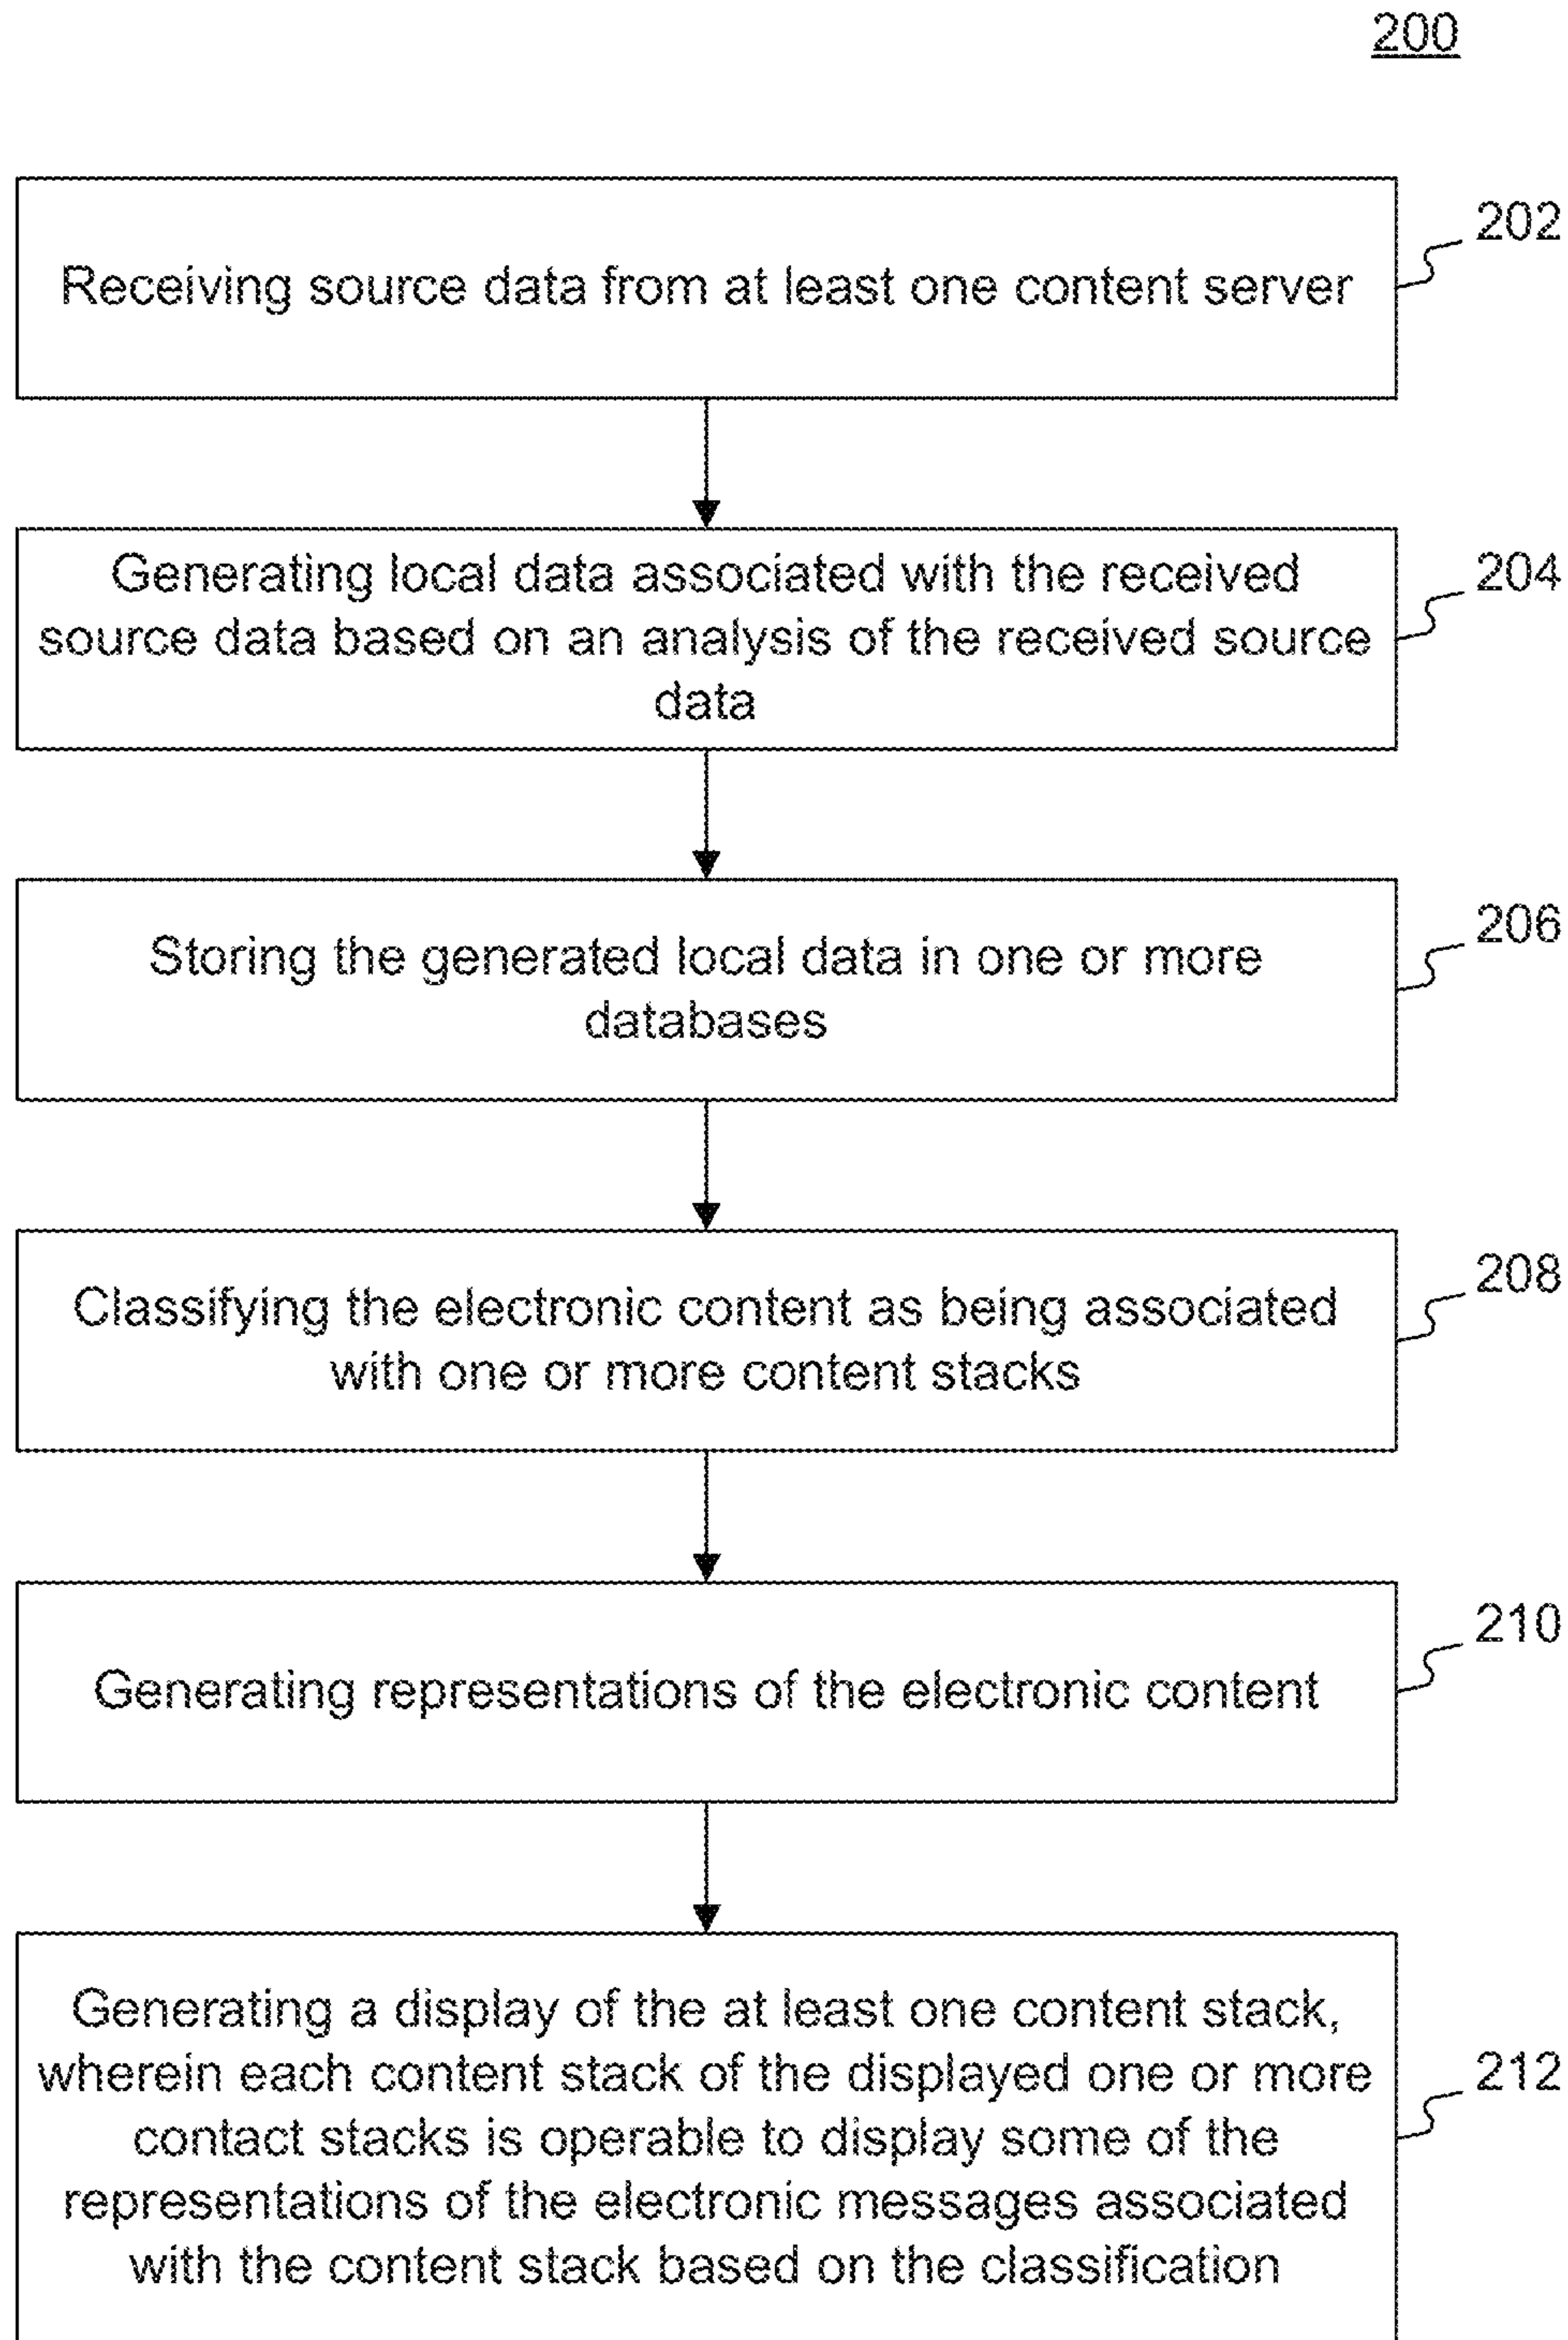 200
Receiving source data from at least one content server
202
Generating local data associated with the received
source data based on an analysis of the received source
data
204
Storing the generated local data in one or more
databases
206
Classifying the electronic content as being associated
with one or more content stacks
208
Generating representations of the electronic content
210
Generating a display of the at least one content stack,
wherein each content stack of the displayed one or more
contact stacks is operable to display some of the
representations of the electronic messages associated
with the content stack based on the classification
212